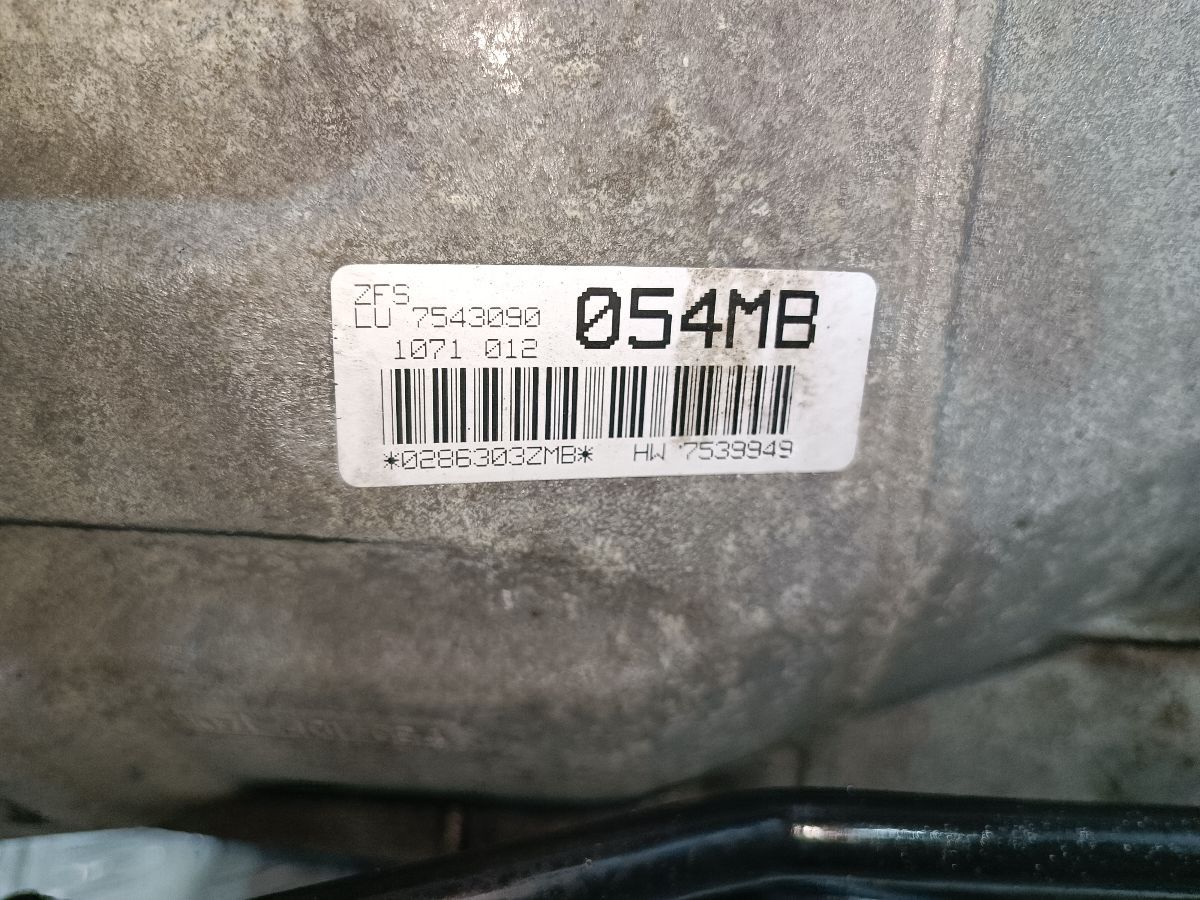 ZFS
LU 7543090
054MB
1071 012
*0286303ZMB* HW 7539949